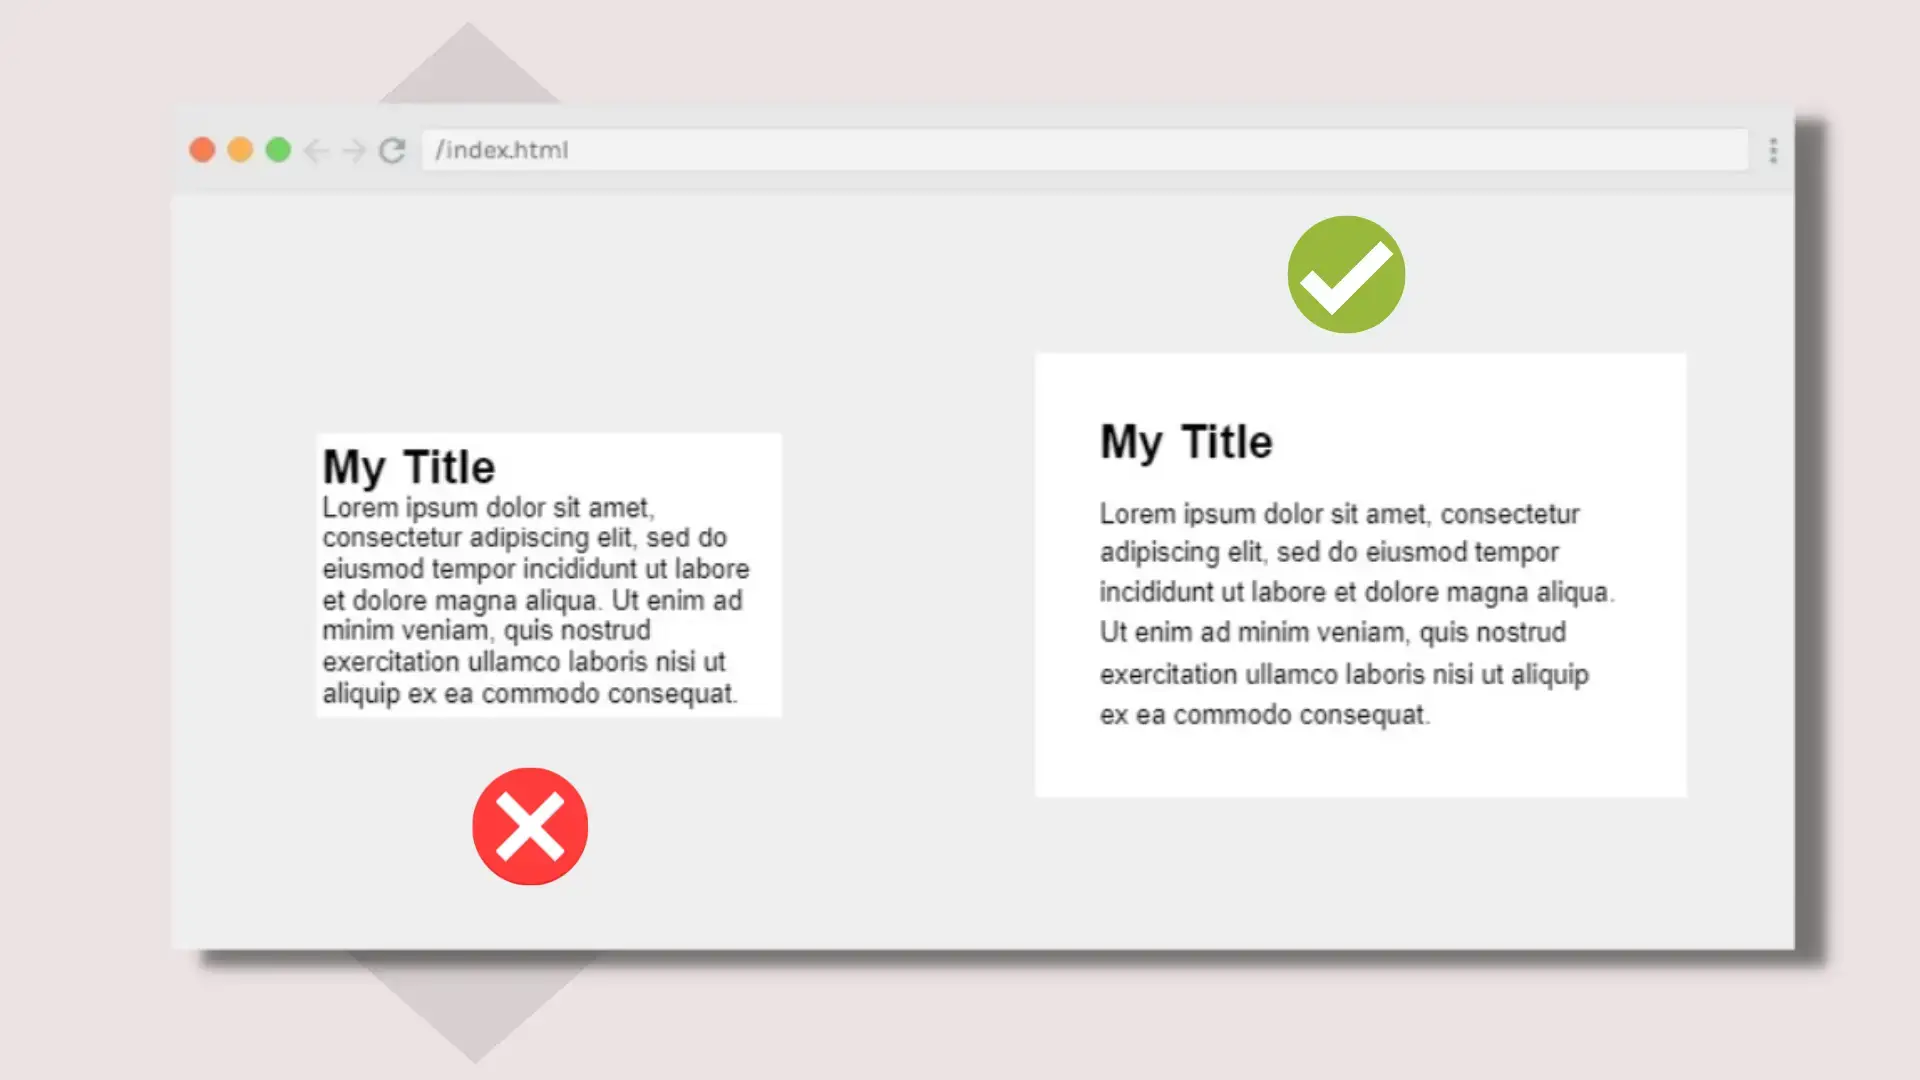 /index.html
My Title
Lorem ipsum dolor sit amet,
consectetur adipiscing elit, sed do
eiusmod tempor incididunt ut labore
et dolore magna aliqua. Ut enim ad
minim veniam, quis nostrud
exercitation ullamco laboris nisi ut
aliquip ex ea commodo consequat.
My Title
Lorem ipsum dolor sit amet, consectetur
adipiscing elit, sed do eiusmod tempor
incididunt ut labore et dolore magna aliqua.
Ut enim ad minim veniam, quis nostrud
exercitation ullamco laboris nisi ut aliquip
ex ea commodo consequat.